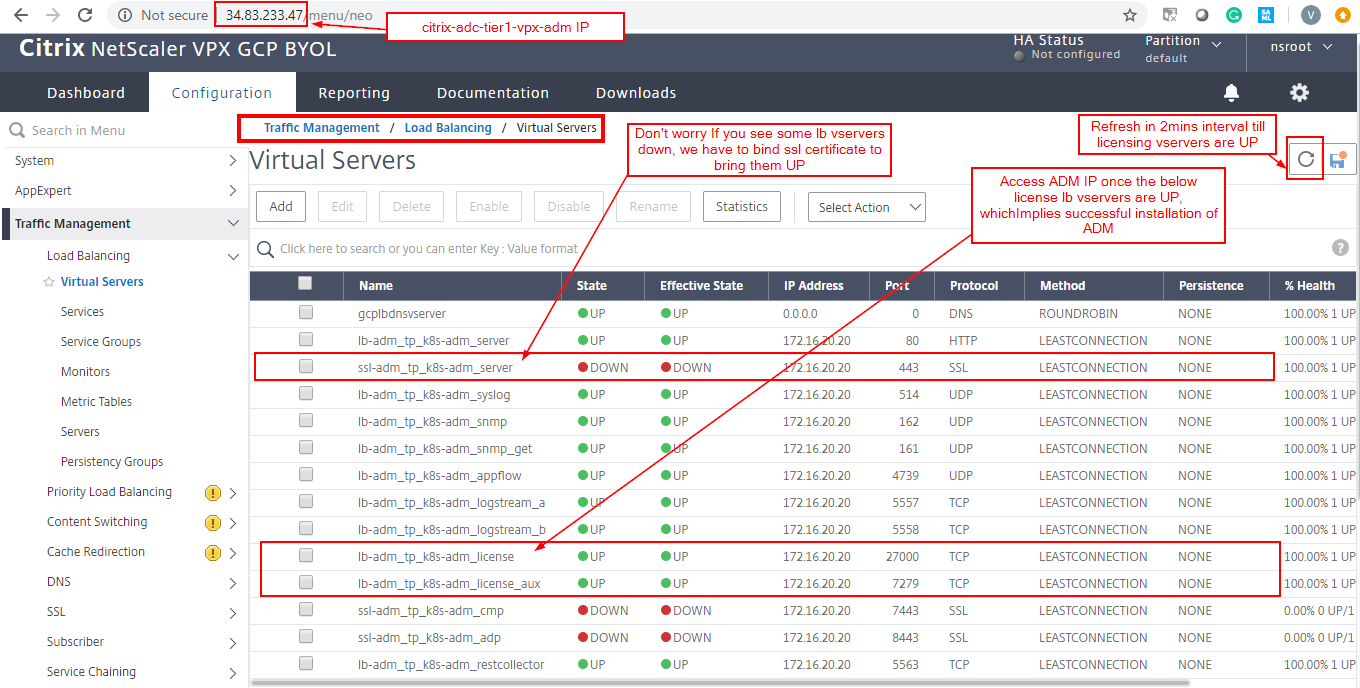 Not secure | 34.83.233.47/menu/neo
citrix-adc-tier1-vpx-adm IP
V
Citrix NetScaler VPX GCP BYOL
HA Status
Not configured
Partition
default
nsroot
Dashboard Configuration Reporting Documentation Downloads
Search in Menu
System
AppExpert
Traffic Management
Load Balancing
Virtual Servers
Services
Service Groups
Monitors
Metric Tables
Servers
Persistency Groups
Priority Load Balancing
Content Switching
Cache Redirection
DNS
SSL
Subscriber
Service Chaining
Traffic Management / Load Balancing / Virtual Servers
Don't worry If you see some lb vservers
down, we have to bind ssl certificate to
bring them UP
Refresh in 2mins interval till
licensing vservers are UP
Virtual Servers
Access ADM IP once the below
license lb vservers are UP,
whichImplies successful installation of
ADM
Add Edit Delete Enable Disable Rename Statistics Select Action
Click here to search or you can enter Key : Value format
?
Name State Effective State IP Address Port Protocol Method Persistence % Health
gcplbdnsvserver UP UP 0.0.0.0 0 DNS ROUNDROBIN NONE 100.00% 1 UP
lb-adm_tp_k8s-adm_server UP UP 172.16.20.20 80 HTTP LEASTCONNECTION NONE 100.00% 1 UP
ssl-adm_tp_k8s-adm_server DOWN DOWN 172.16.20.20 443 SSL LEASTCONNECTION NONE 100.00% 1 UP
lb-adm_tp_k8s-adm_syslog UP UP 172.16.20.20 514 UDP LEASTCONNECTION NONE 100.00% 1 UP
lb-adm_tp_k8s-adm_snmp UP UP 172.16.20.20 162 UDP LEASTCONNECTION NONE 100.00% 1 UP
lb-adm_tp_k8s-adm_snmp_get UP UP 172.16.20.20 161 UDP LEASTCONNECTION NONE 100.00% 1 UP
lb-adm_tp_k8s-adm_appflow UP UP 172.16.20.20 4739 UDP LEASTCONNECTION NONE 100.00% 1 UP
lb-adm_tp_k8s-adm_logstream_a UP UP 172.16.20.20 5557 TCP LEASTCONNECTION NONE 100.00% 1 UP
lb-adm_tp_k8s-adm_logstream_b UP UP 172.16.20.20 5558 TCP LEASTCONNECTION NONE 100.00% 1 UP
lb-adm_tp_k8s-adm_license UP UP 172.16.20.20 27000 TCP LEASTCONNECTION NONE 100.00% 1 UP
lb-adm_tp_k8s-adm_license_aux UP UP 172.16.20.20 7279 TCP LEASTCONNECTION NONE 100.00% 1 UP
ssl-adm_tp_k8s-adm_cmp DOWN DOWN 172.16.20.20 7443 SSL LEASTCONNECTION NONE 0.00% 0 UP/1
ssl-adm_tp_k8s-adm_adp DOWN DOWN 172.16.20.20 8443 SSL LEASTCONNECTION NONE 0.00% 0 UP/1
lb-adm_tp_k8s-adm_restcollector UP UP 172.16.20.20 5563 TCP LEASTCONNECTION NONE 100.00% 1 UP